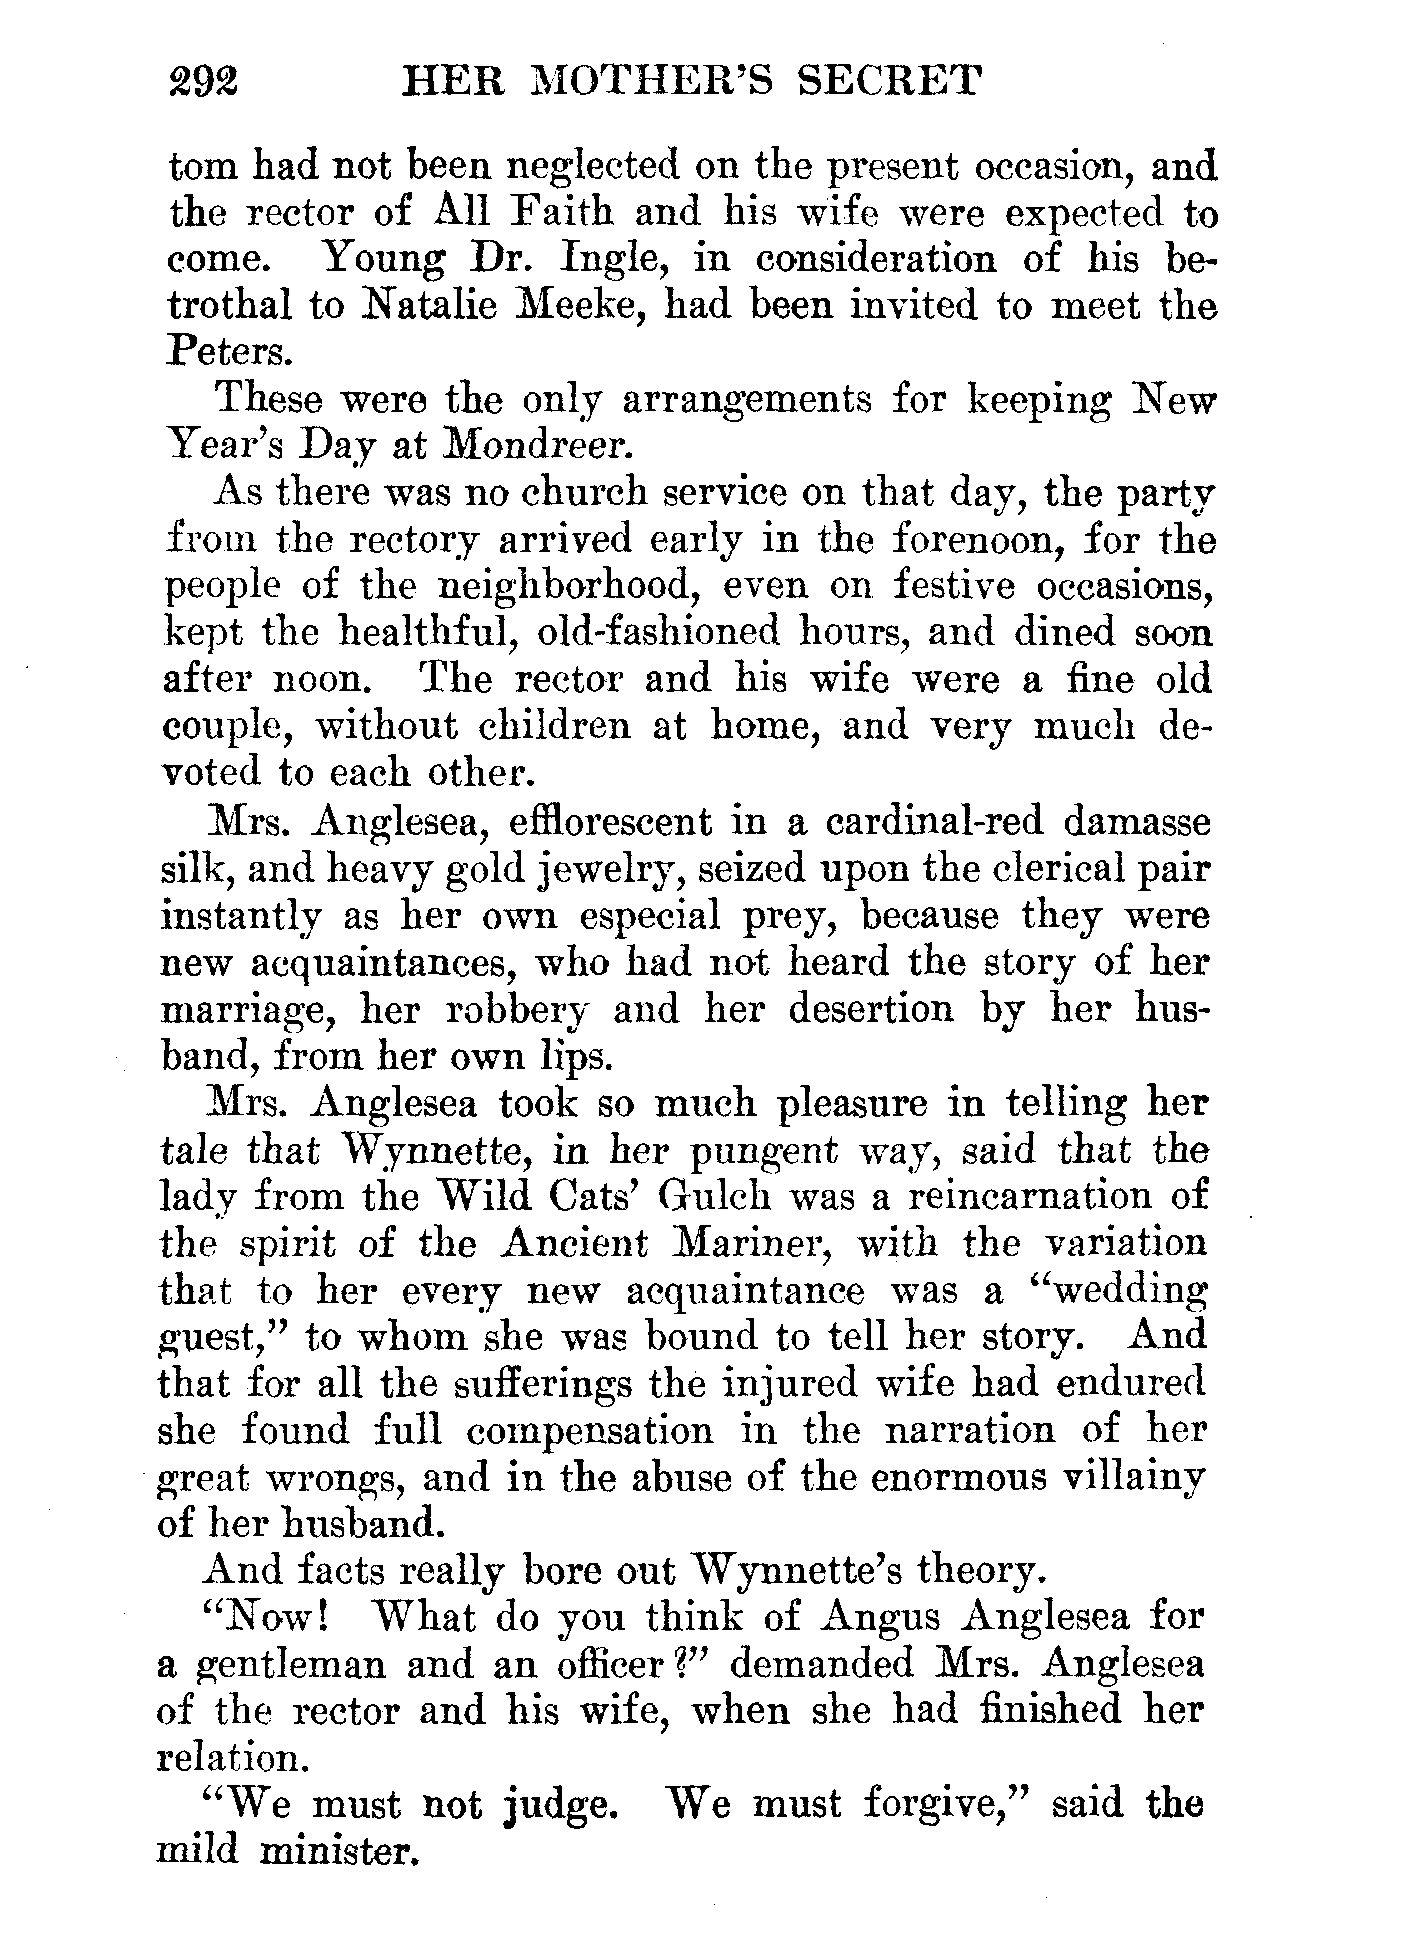 292 HER MOTHER'S SECRET
tom had not been neglected on the present occasion, and
the rector of All Faith and his wife were expected to
come. Young Dr. Ingle, in consideration of his be-
trothal to Natalie Meeke, had been invited to meet the
Peters.
These were the only arrangements for keeping New
Year's Day at Mondreer.
As there was no church service on that day, the party
from the rectory arrived early in the forenoon, for the
people of the neighborhood, even on festive occasions,
kept the healthful, old-fashioned hours, and dined soon
after noon. The rector and his wife were a fine old
couple, without children at home, and very much de-
voted to each other.
Mrs. Anglesea, efflorescent in a cardinal-red damasse
silk, and heavy gold jewelry, seized upon the clerical pair
instantly as her own especial prey, because they were
new acquaintances, who had not heard the story of her
marriage, her robbery and her desertion by her hus-
band, from her own lips.
Mrs. Anglesea took so much pleasure in telling her
tale that Wynnette, in her pungent way, said that the
lady from the Wild Cats' Gulch was a reincarnation of
the spirit of the Ancient Mariner, with the variation
that to her every new acquaintance was a "wedding
guest," to whom she was bound to tell her story. And
that for all the sufferings the injured wife had endured
she found full compensation in the narration of her
great wrongs, and in the abuse of the enormous villainy
of her husband.
And facts really bore out Wynnette's theory.
"Now! What do you think of Angus Anglesea for
a gentleman and an officer?" demanded Mrs. Anglesea
of the rector and his wife, when she had finished her
relation.
"We must not judge. We must forgive," said the
mild minister.